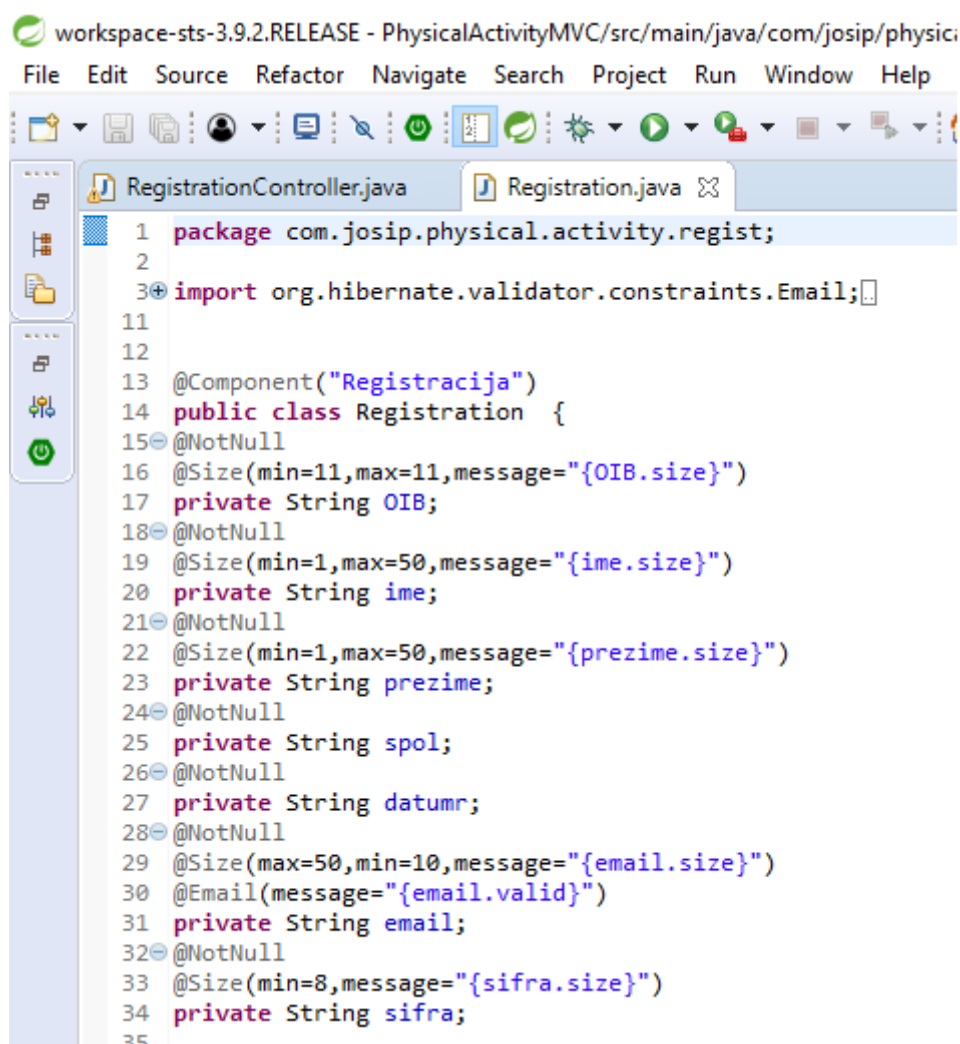 workspace-sts-3.9.2.RELEASE - PhysicalActivityMVC/src/main/java/com/josip/physica
File Edit Source Refactor Navigate Search Project Run Window Help
RegistrationController.java Registration.java
1 package com.josip.physical.activity.regist;
2
3 import org.hibernate.validator.constraints.Email;
11
12
13 @Component("Registracija")
14 public class Registration {
15 @NotNull
16 @Size(min=11,max=11,message="{OIB.size}")
17 private String OIB;
18 @NotNull
19 @Size(min=1,max=50,message="{ime.size}")
20 private String ime;
21 @NotNull
22 @Size(min=1,max=50,message="{prezime.size}")
23 private String prezime;
24 @NotNull
25 private String spol;
26 @NotNull
27 private String datumr;
28 @NotNull
29 @Size(max=50,min=10,message="{email.size}")
30 @Email(message="{email.valid}")
31 private String email;
32 @NotNull
33 @Size(min=8,message="{sifra.size}")
34 private String sifra;
35